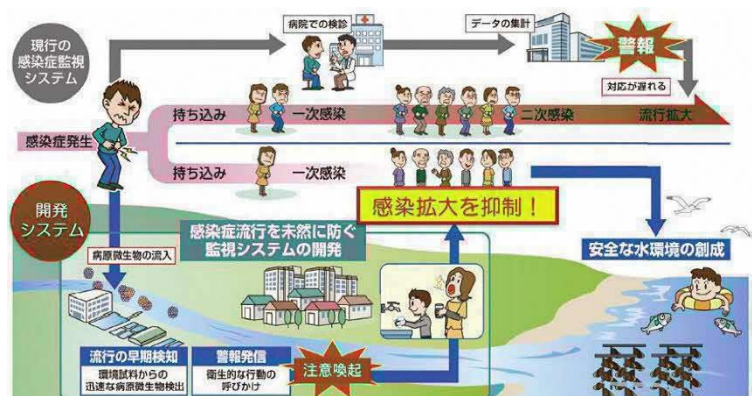 現行の
感染症監視
システム
病院での検診
データの集計
警報
対応が遅れる
感染症発生
持ち込み
一次感染
二次感染
流行拡大
持ち込み
一次感染
感染拡大を抑制!
開発
システム
病原微生物の流入
感染症流行を未然に防ぐ
監視システムの開発
安全な水環境の創成
流行の早期検知
環境試料からの
迅速な病原微生物検出
警報発信
衛生的な行動の
呼びかけ
注意喚起